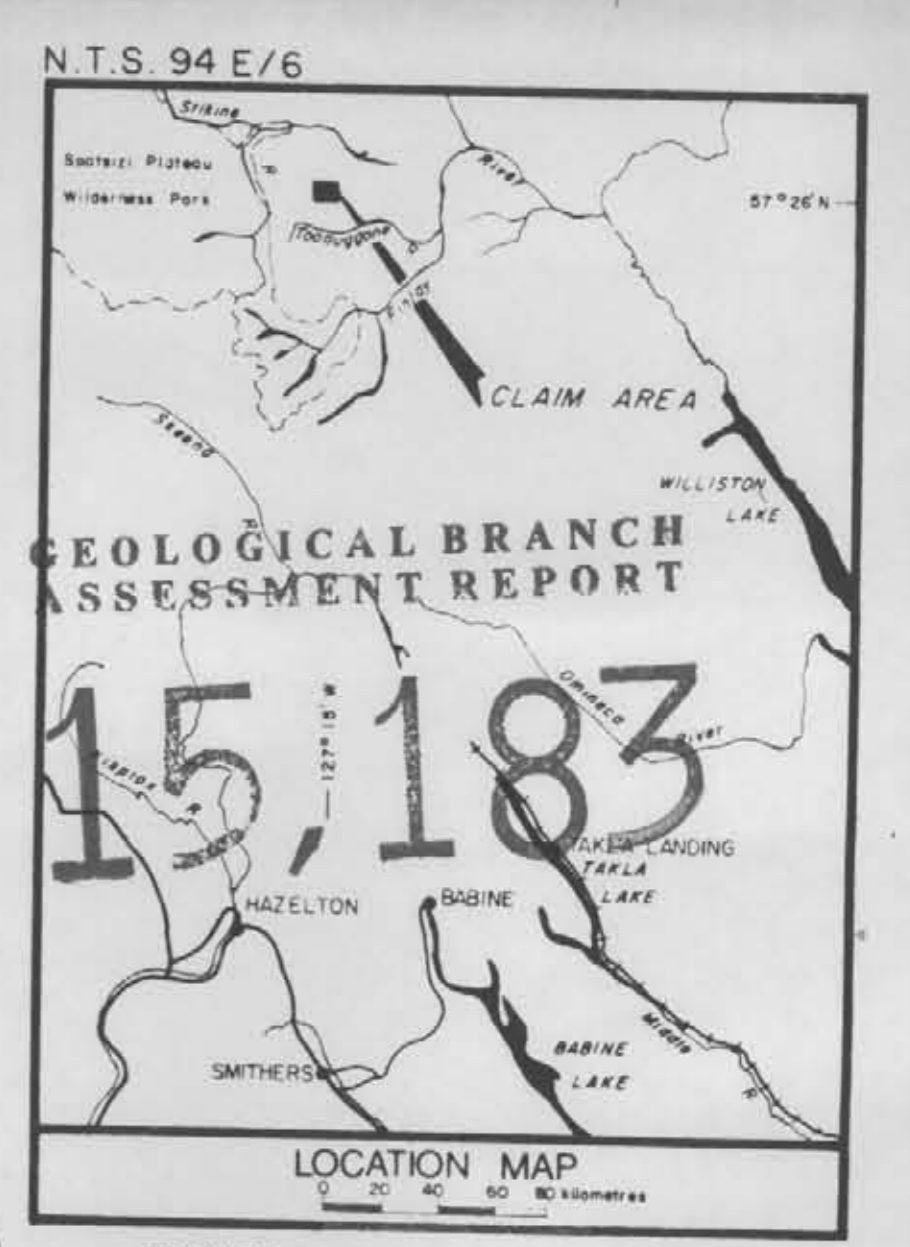 N.T.S. 94 E/6
Stikine
R
Spatsizi Plateau
Wilderness Park
River
57° 26' N
Toodoggone
R
Finlay
CLAIM AREA
Skeena
R
WILLISTON
LAKE
GEOLOGICAL BRANCH
ASSESSMENT REPORT
15,183
127° 15' W
Omineca
River
R
TAKLA LANDING
TAKLA
LAKE
HAZELTON
BABINE
Middle
R
BABINE
LAKE
SMITHERS
LOCATION MAP
0 20 40 60 80 kilometres